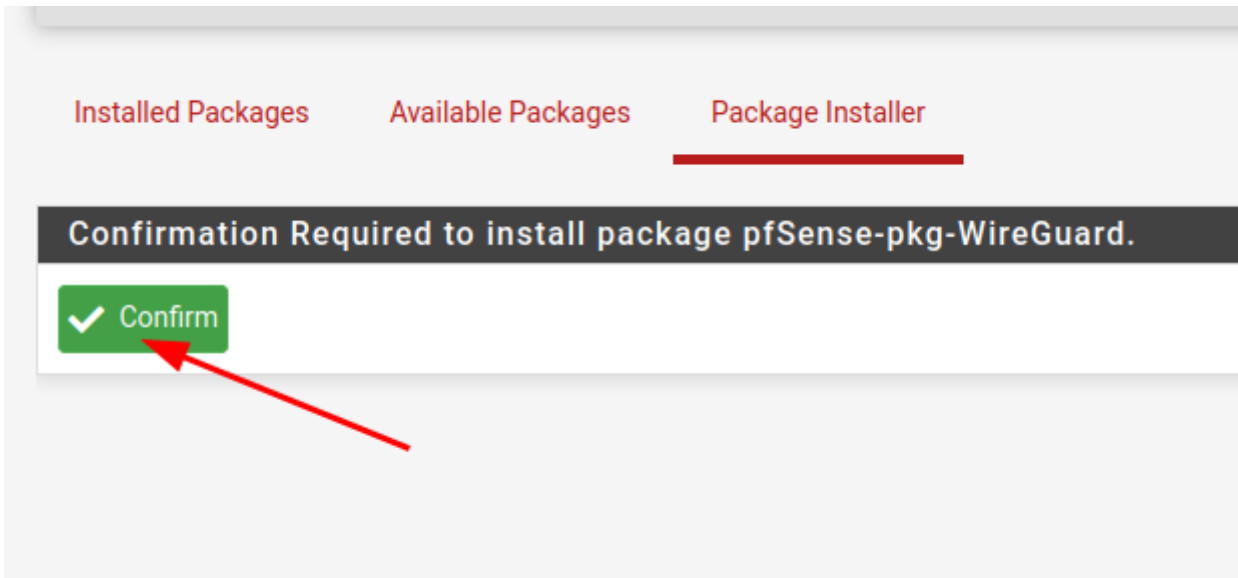 Installed Packages Available Packages Package Installer
Confirmation Required to install package pfSense-pkg-WireGuard.
Confirm